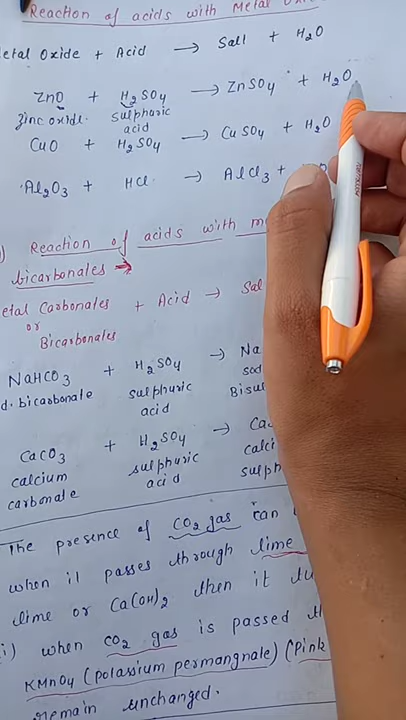 Reaction of acids with Metal
etal Oxide + Acid → Salt + H2O
ZnO + H2SO4 → ZnSO4 + H2O
zinc oxide. sulphuric acid
CuO + H2SO4 → CuSO4 + H2O
Al2O3 + HCl → AlCl3 +
Reaction of acids with
bicarbonates →
etal Carbonates + Acid → Sal
or
Bicarbonates
NaHCO3 + H2SO4 → Na
d. bicarbonate sulphuric acid
CaCO3 + H2SO4 → Ca
calcium carbonate sulphuric acid
The presence of CO2 gas can
when it passes through lime
lime or Ca(OH)2 then it
i) when CO2 gas is passed
KMnO4 (potassium permangnate) (Pink
remain unchanged.